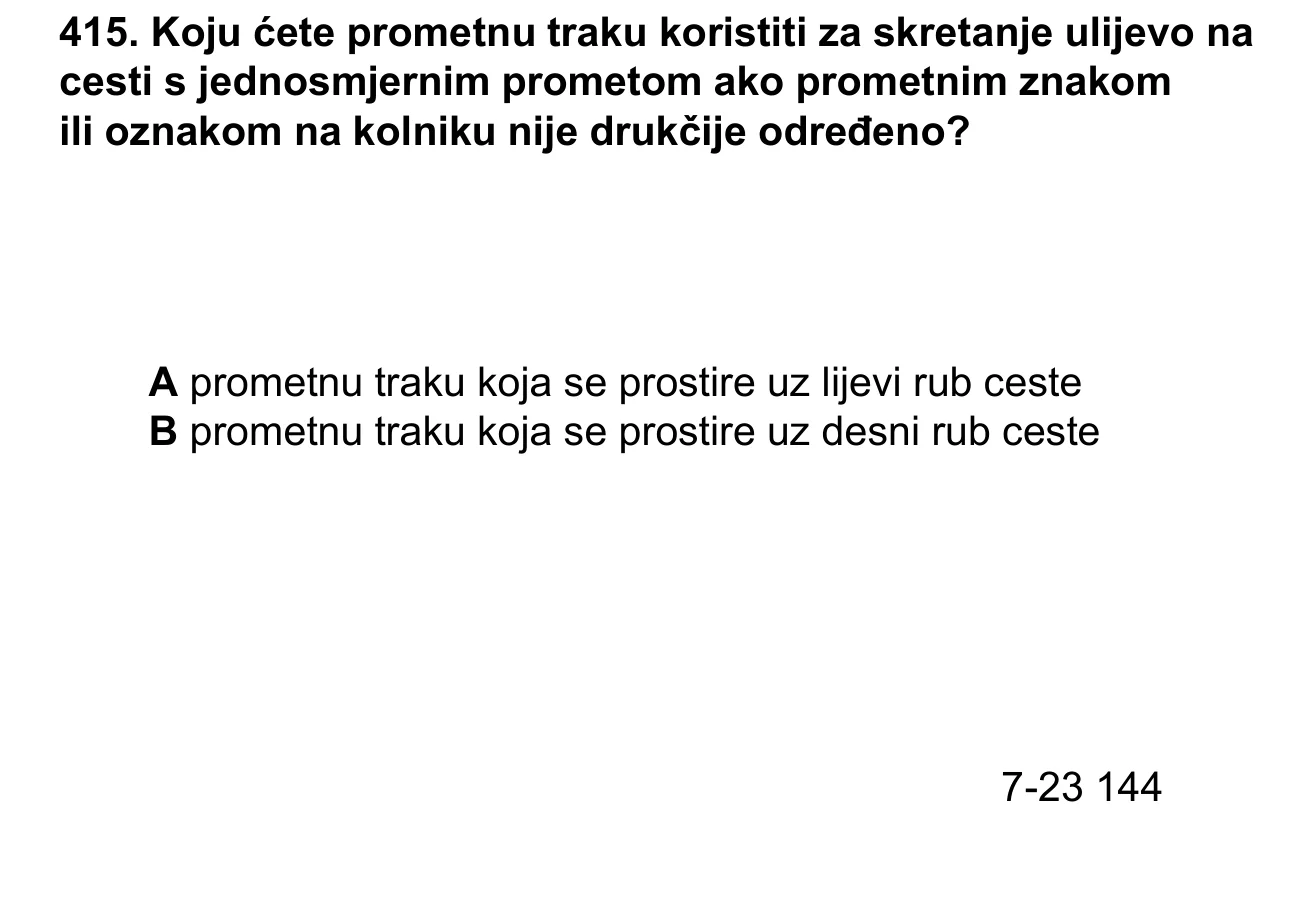 415. Koju ćete prometnu traku koristiti za skretanje ulijevo na
cesti s jednosmjernim prometom ako prometnim znakom
ili oznakom na kolniku nije drukčije određeno?
A prometnu traku koja se prostire uz lijevi rub ceste
B prometnu traku koja se prostire uz desni rub ceste
7-23 144